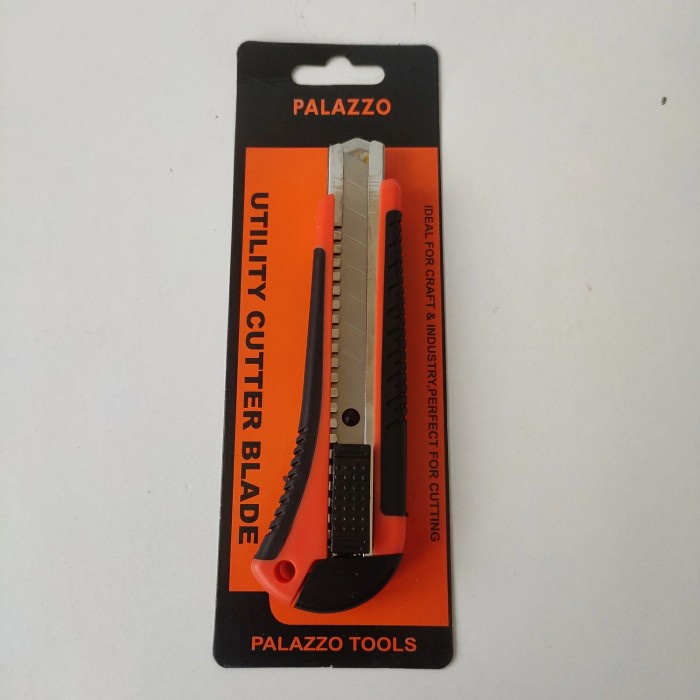 PALAZZO
UTILITY CUTTER BLADE
IDEAL FOR CRAFT & INDUSTRY,PERFECT FOR CUTTING
PALAZZO TOOLS